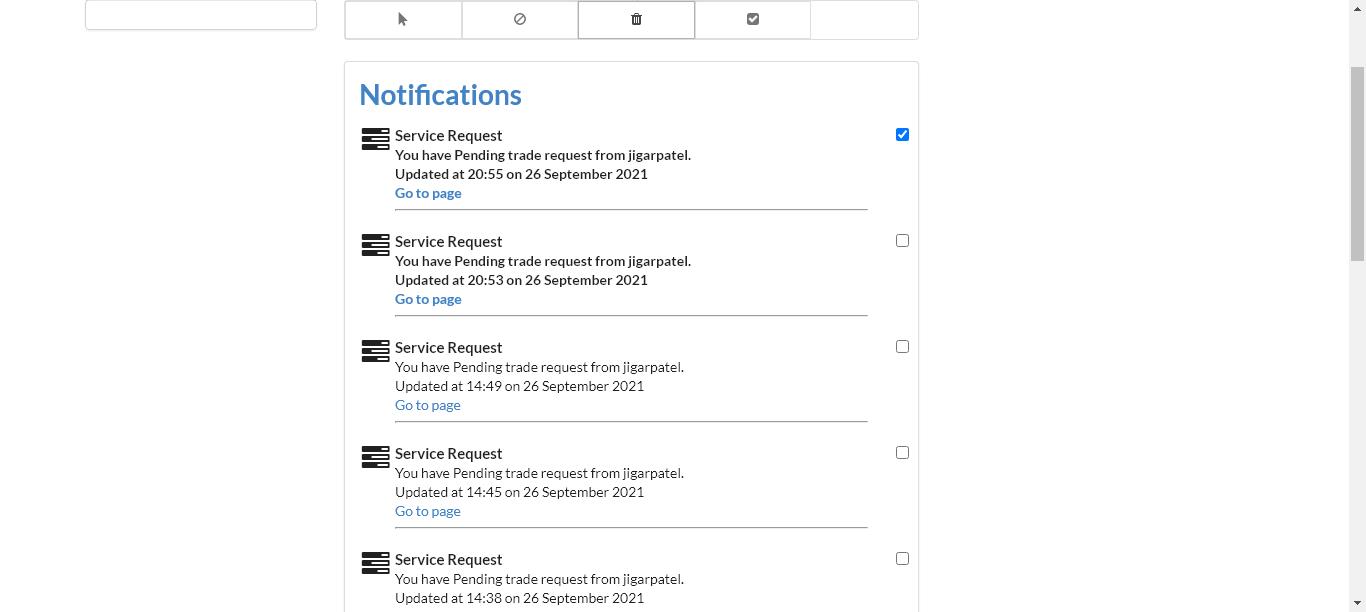 Notifications
Service Request
You have Pending trade request from jigarpatel.
Updated at 20:55 on 26 September 2021
Go to page
Service Request
You have Pending trade request from jigarpatel.
Updated at 20:53 on 26 September 2021
Go to page
Service Request
You have Pending trade request from jigarpatel.
Updated at 14:49 on 26 September 2021
Go to page
Service Request
You have Pending trade request from jigarpatel.
Updated at 14:45 on 26 September 2021
Go to page
Service Request
You have Pending trade request from jigarpatel.
Updated at 14:38 on 26 September 2021